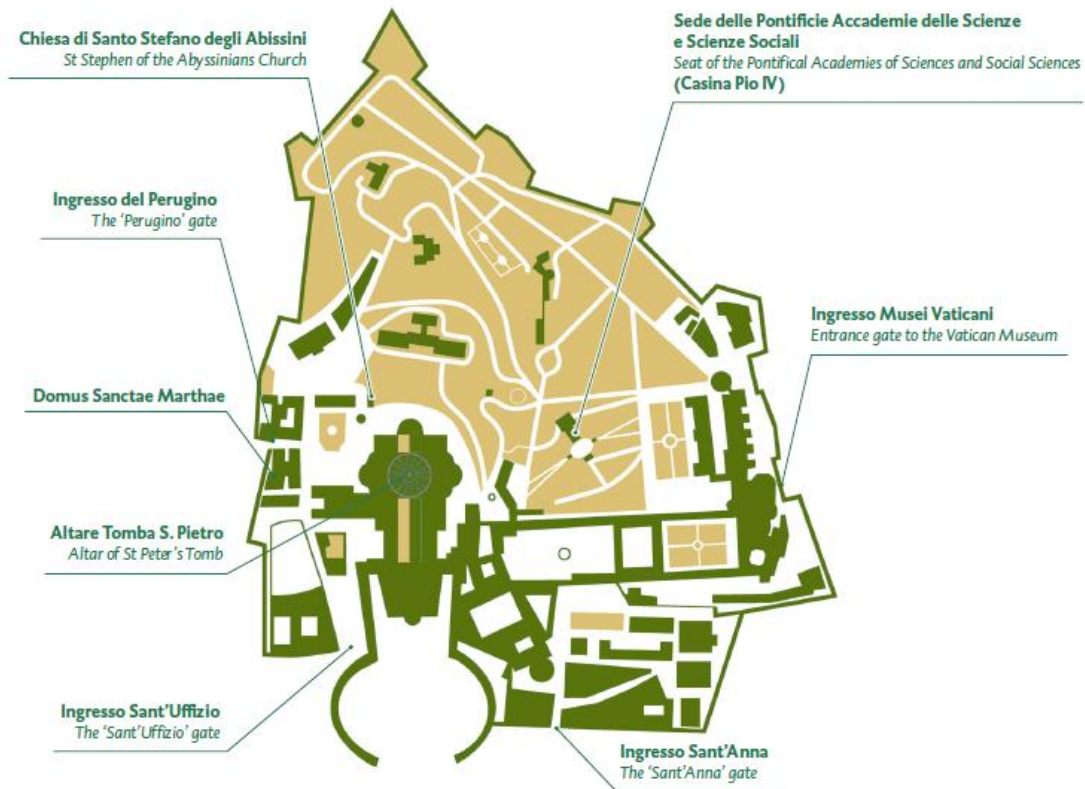 Chiesa di Santo Stefano degli Abissini
St Stephen of the Abyssinians Church
Sede delle Pontificie Accademie delle Scienze
e Scienze Sociali
Seat of the Pontifical Academies of Sciences and Social Sciences
(Casina Pio IV)
Ingresso del Perugino
The ‘Perugino’ gate
Ingresso Musei Vaticani
Entrance gate to the Vatican Museum
Domus Sanctae Marthae
Altare Tomba S. Pietro
Altar of St Peter’s Tomb
Ingresso Sant’Uffizio
The ‘Sant’Uffizio’ gate
Ingresso Sant’Anna
The ‘Sant’Anna’ gate